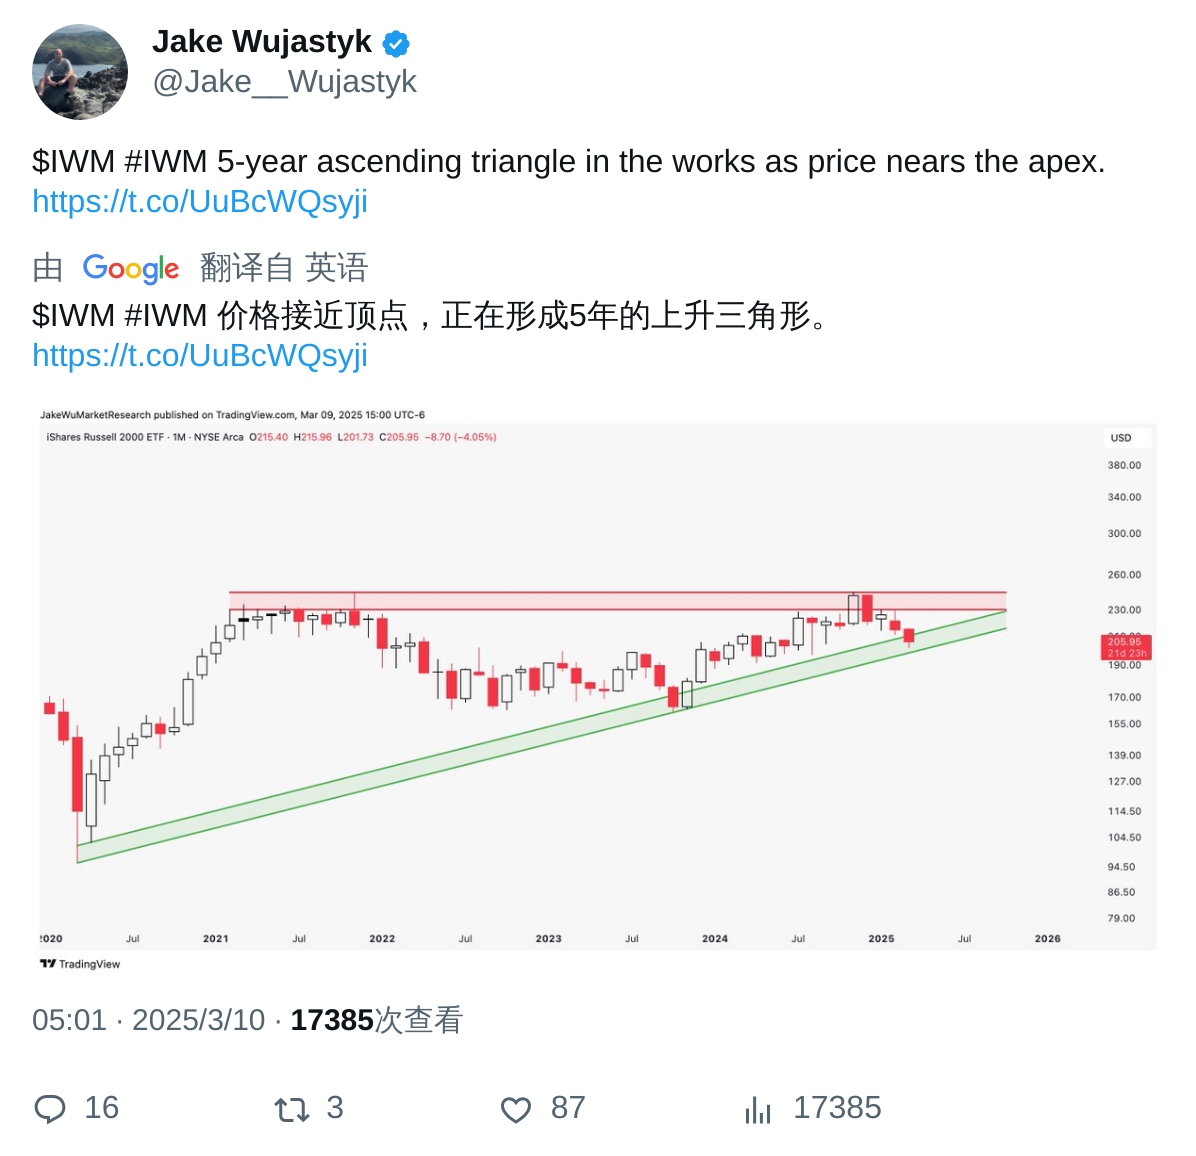 Jake Wujastyk
@Jake__Wujastyk
$IWM #IWM 5-year ascending triangle in the works as price nears the apex.
https://t.co/UuBcWQsyji
由 Google 翻译自 英语
$IWM #IWM 价格接近顶点，正在形成5年的上升三角形。
https://t.co/UuBcWQsyji
JakeWuMarketResearch published on TradingView.com, Mar 09, 2025 15:00 UTC-6
iShares Russell 2000 ETF · 1M · NYSE Arca O215.40 H215.96 L201.73 C205.95 −8.70 (−4.05%)
USD
380.00
340.00
300.00
260.00
230.00
205.95
21d 23h
190.00
170.00
155.00
139.00
127.00
114.50
104.50
94.50
86.50
79.00
2020 Jul 2021 Jul 2022 Jul 2023 Jul 2024 Jul 2025 Jul 2026
TradingView
05:01 · 2025/3/10 · 17385次查看
16 3 87 17385